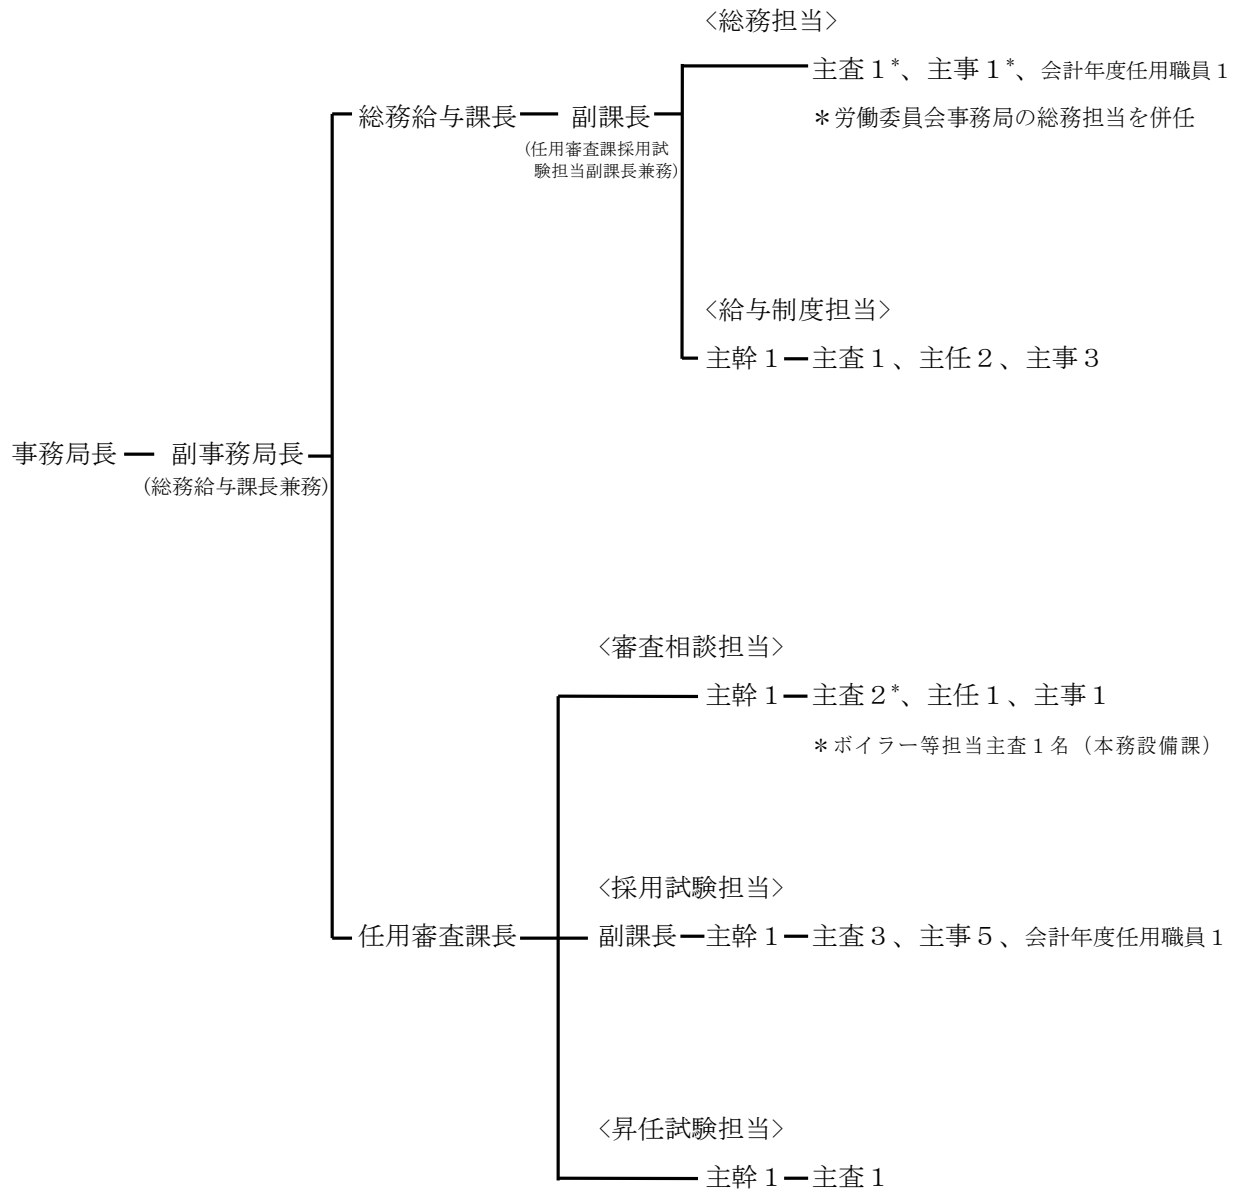 <総務担当>
主査１*、主事１*、会計年度任用職員１
総務給与課長 副課長
＊労働委員会事務局の総務担当を併任
(任用審査課採用試
験担当副課長兼務)
<給与制度担当>
主幹１ 主査１、主任２、主事３
事務局長 副事務局長
(総務給与課長兼務)
<審査相談担当>
主幹１ 主査２*、主任１、主事１
＊ボイラー等担当主査１名（本務設備課）
<採用試験担当>
任用審査課長 副課長 主幹１ 主査３、主事５、会計年度任用職員１
<昇任試験担当>
主幹１ 主査１